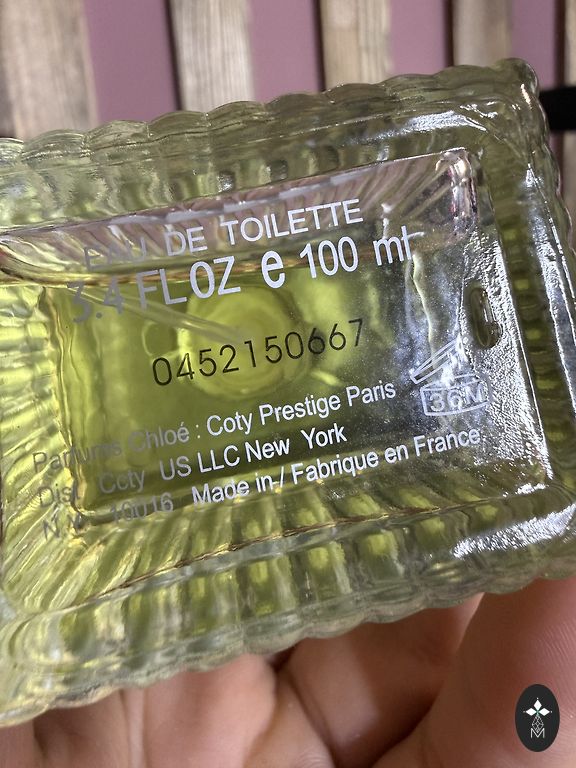 EAU DE TOILETTE
3.4 FL OZ e 100 ml
0452150667
36M
Parfums Chloé : Coty Prestige Paris
Dist. Coty US LLC New York
N.Y. 10016 Made in / Fabriqué en France
M